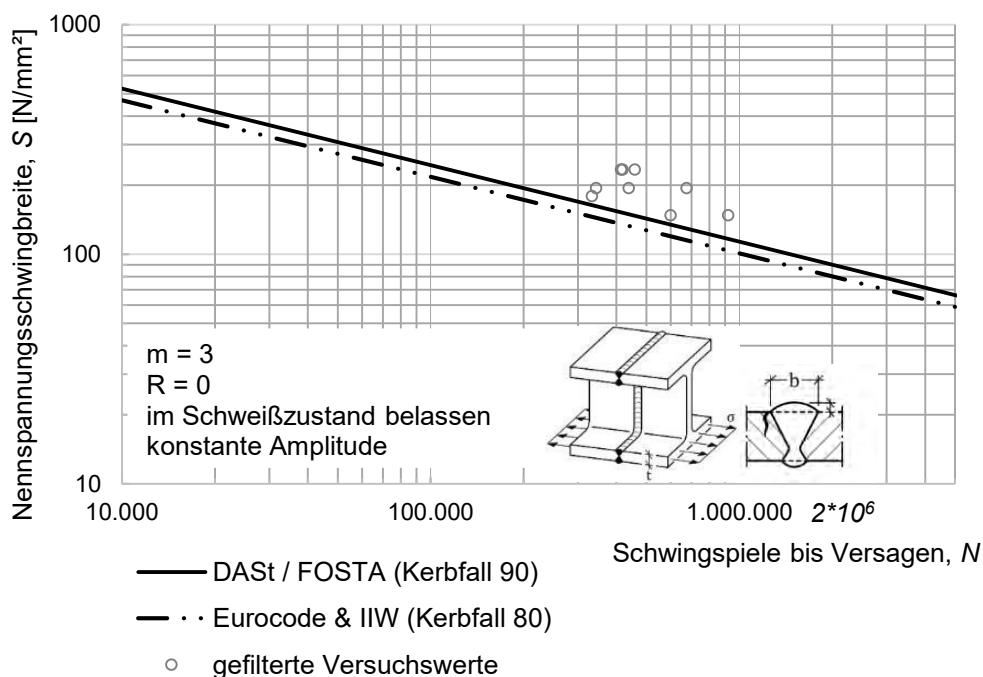 1000
100
10
Nennspannungsschwingbreite, S [N/mm²]
m = 3
R = 0
im Schweißzustand belassen
konstante Amplitude
σ
t
b
10.000 100.000 1.000.000 2*10⁶
Schwingspiele bis Versagen, N
DASt / FOSTA (Kerbfall 90)
Eurocode & IIW (Kerbfall 80)
gefilterte Versuchswerte